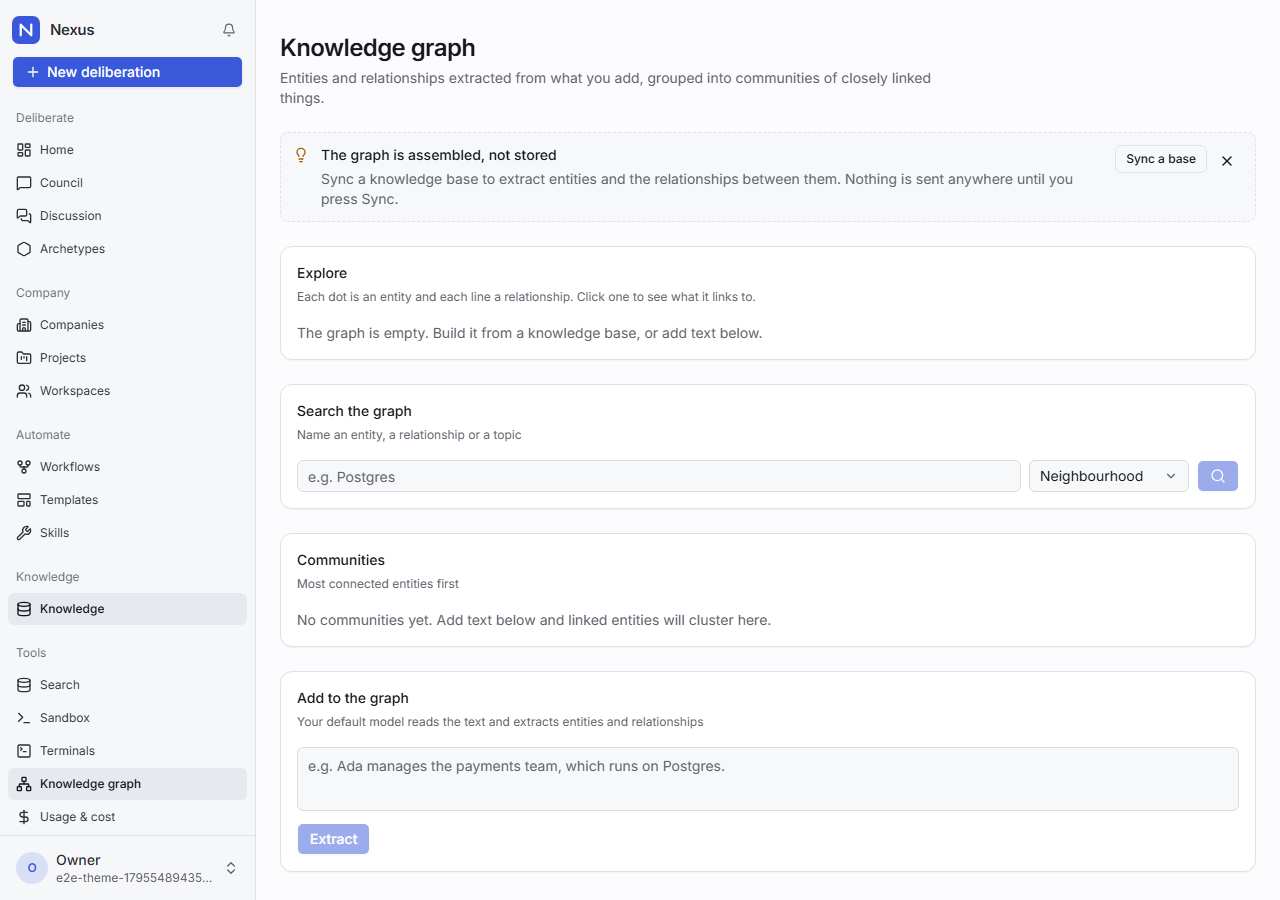 Nexus
New deliberation
Deliberate
Home
Council
Discussion
Archetypes
Company
Companies
Projects
Workspaces
Automate
Workflows
Templates
Skills
Knowledge
Knowledge
Tools
Search
Sandbox
Terminals
Knowledge graph
Usage & cost
O
Owner
e2e-theme-17955489435...
Knowledge graph
Entities and relationships extracted from what you add, grouped into communities of closely linked
things.
The graph is assembled, not stored
Sync a knowledge base to extract entities and the relationships between them. Nothing is sent anywhere until you
press Sync.
Sync a base
Explore
Each dot is an entity and each line a relationship. Click one to see what it links to.
The graph is empty. Build it from a knowledge base, or add text below.
Search the graph
Name an entity, a relationship or a topic
e.g. Postgres
Neighbourhood
Communities
Most connected entities first
No communities yet. Add text below and linked entities will cluster here.
Add to the graph
Your default model reads the text and extracts entities and relationships
e.g. Ada manages the payments team, which runs on Postgres.
Extract